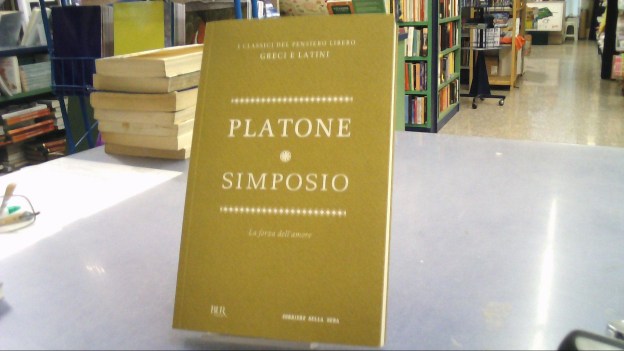 I CLASSICI DEL PENSIERO LIBERO
GRECI E LATINI
PLATONE
SIMPOSIO
La forza dell'amore
BUR
CORRIERE DELLA SERA